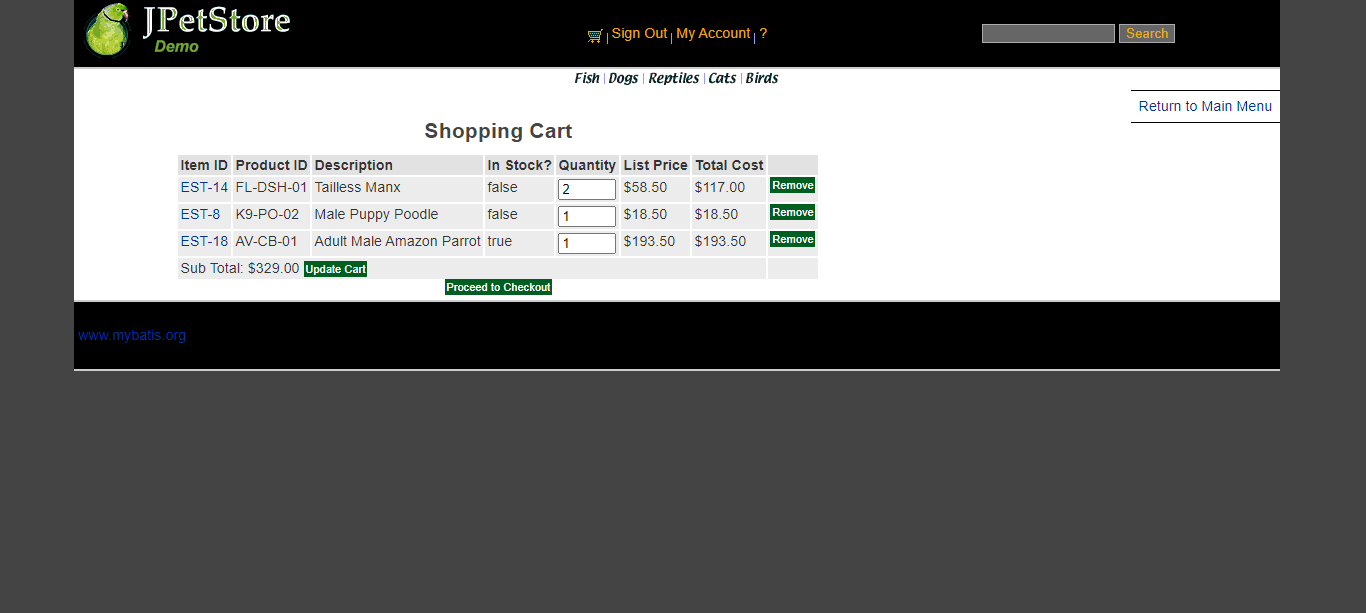 JPetStore
Demo
Sign Out | My Account | ?
Search
Fish | Dogs | Reptiles | Cats | Birds
Return to Main Menu
Shopping Cart
Item ID Product ID Description In Stock? Quantity List Price Total Cost
EST-14 FL-DSH-01 Tailless Manx false 2 $58.50 $117.00 Remove
EST-8 K9-PO-02 Male Puppy Poodle false 1 $18.50 $18.50 Remove
EST-18 AV-CB-01 Adult Male Amazon Parrot true 1 $193.50 $193.50 Remove
Sub Total: $329.00 Update Cart
Proceed to Checkout
www.mybatis.org